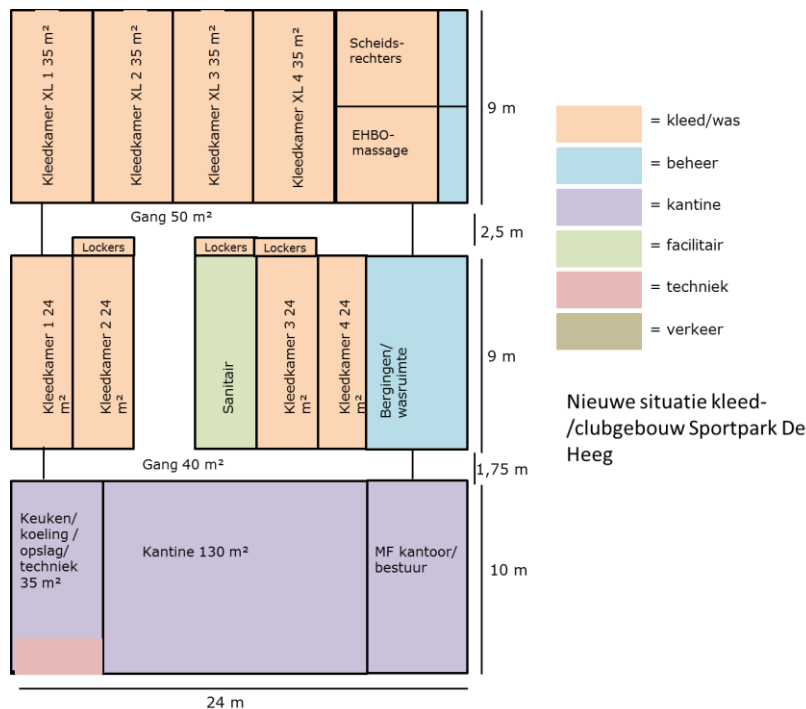 Kleedkamer XL 1 35 m²
Kleedkamer XL 2 35 m²
Kleedkamer XL 3 35 m²
Kleedkamer XL 4 35 m²
Scheids-
rechters
EHBO-
massage
9 m
Gang 50 m²
2,5 m
Lockers
Lockers
Lockers
Kleedkamer 1 24
m²
Kleedkamer 2 24
m²
Sanitair
Kleedkamer 3 24
m²
Kleedkamer 4 24
m²
Bergingen/
wasruimte
9 m
Gang 40 m²
1,75 m
Keuken/
koeling /
opslag/
techniek
35 m²
Kantine 130 m²
MF kantoor/
bestuur
10 m
24 m
= kleed/was
= beheer
= kantine
= facilitair
= techniek
= verkeer
Nieuwe situatie kleed-
/clubgebouw Sportpark De
Heeg